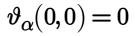 ϑ_α(0,0) = 0